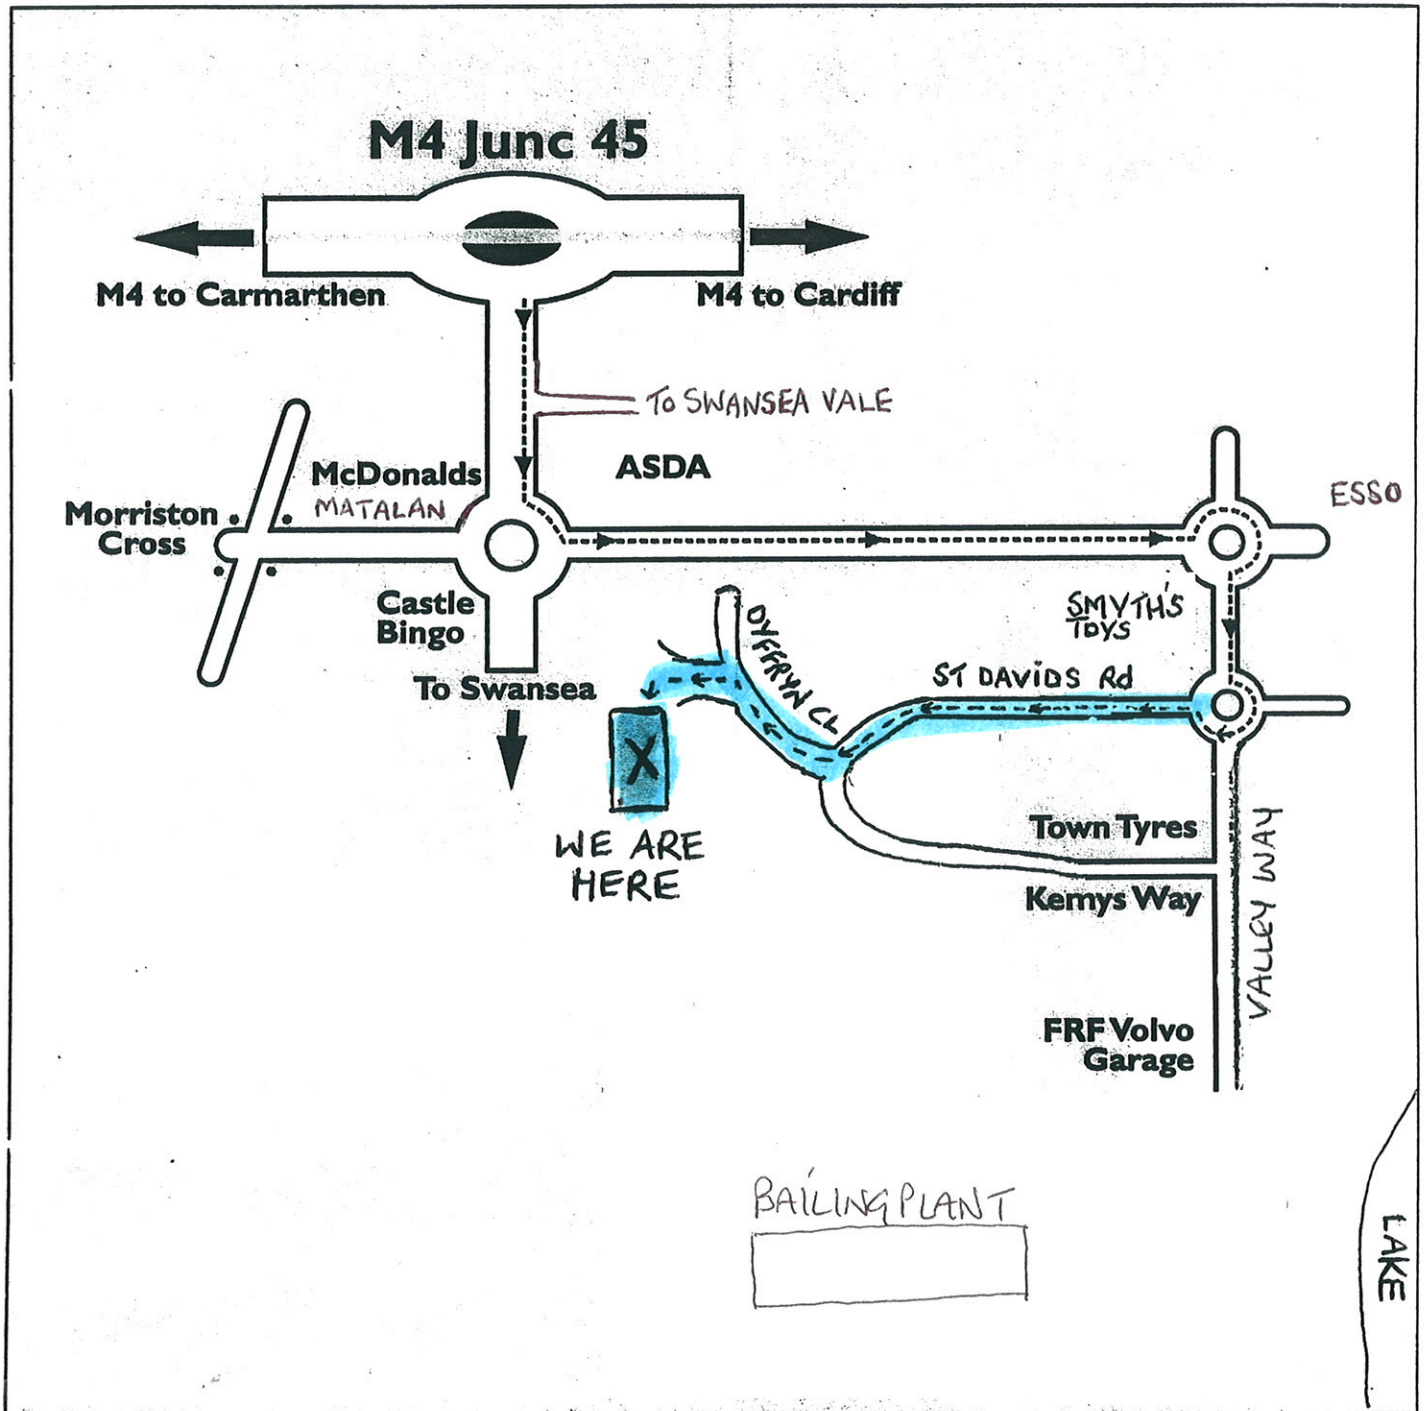 M4 Junc 45
M4 to Carmarthen
M4 to Cardiff
TO SWANSEA VALE
McDonalds
MATALAN
ASDA
Morriston
Cross
ESSO
Castle
Bingo
To Swansea
SMYTH'S
TOYS
DYFFRYN CL
ST DAVIDS Rd
X
WE ARE
HERE
Town Tyres
Kemys Way
VALLEY WAY
FRF Volvo
Garage
BAILING PLANT
LAKE